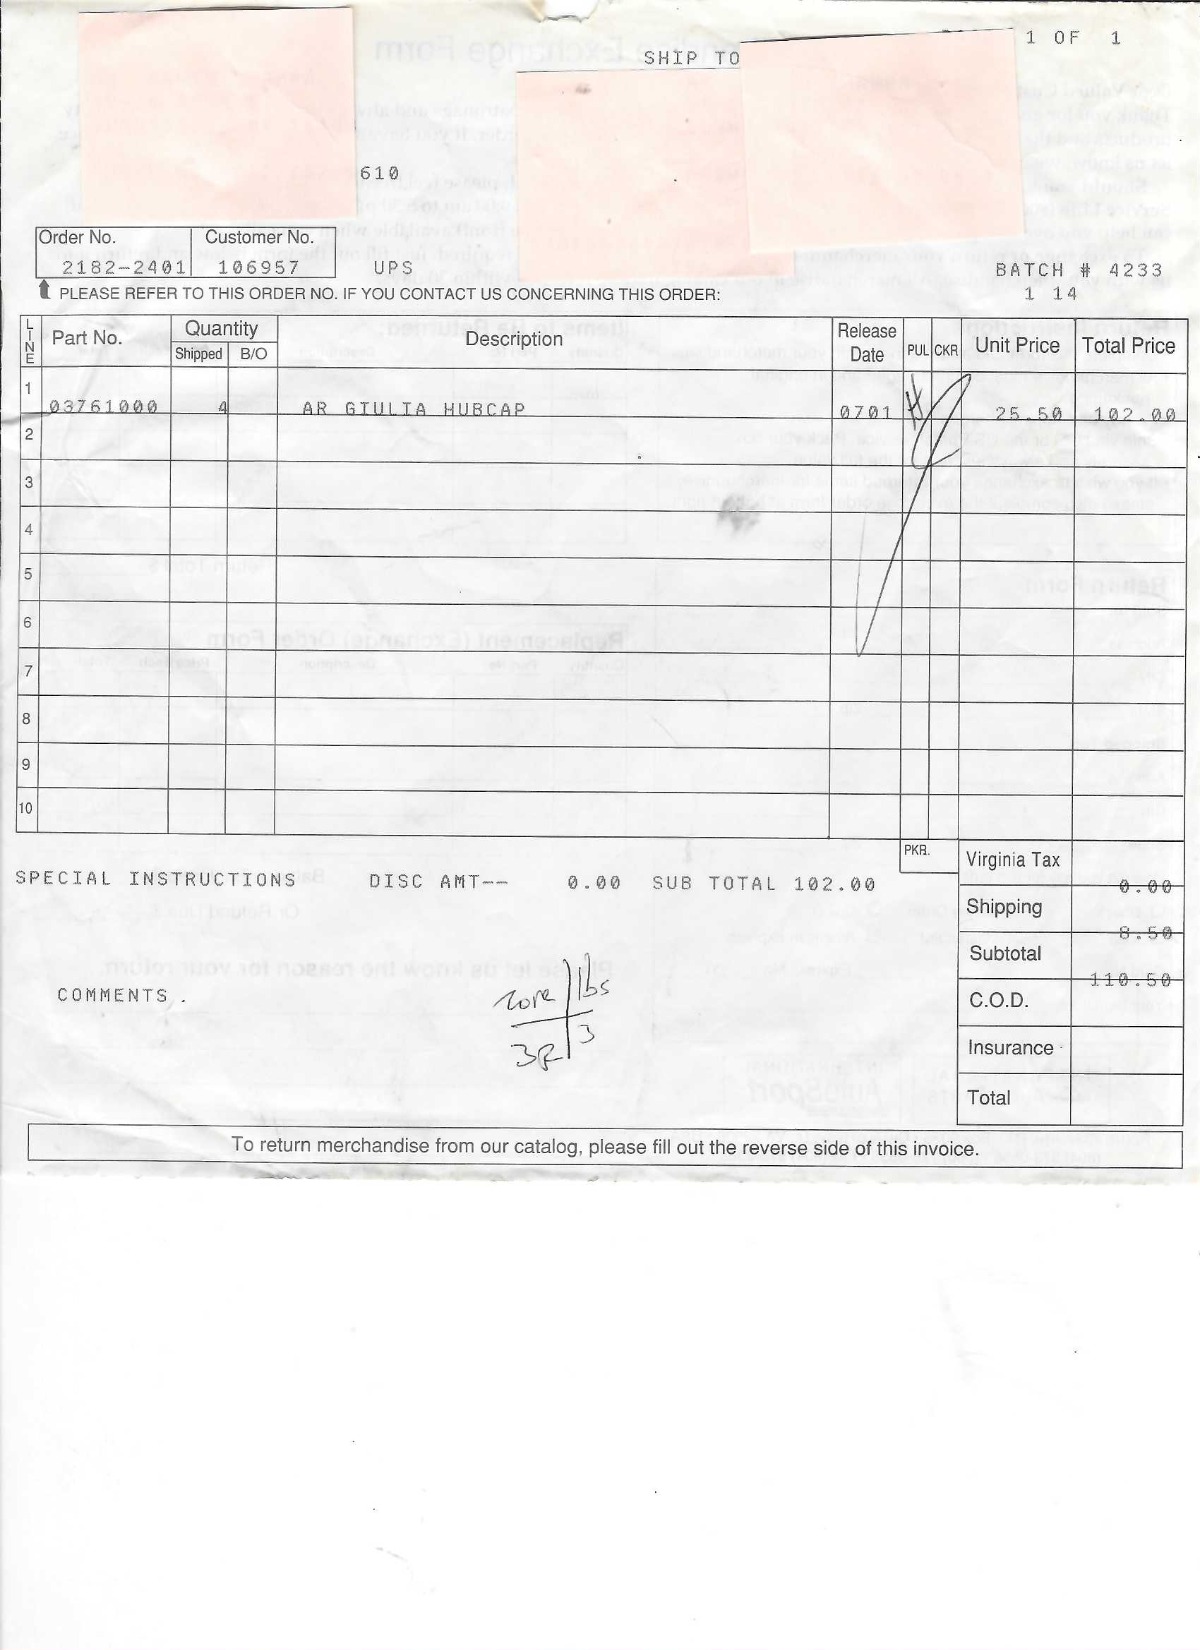 1 OF 1
SHIP TO
610
Order No. Customer No.
2182-2401 106957 UPS
BATCH # 4233
PLEASE REFER TO THIS ORDER NO. IF YOU CONTACT US CONCERNING THIS ORDER:
1 14
LINE Part No. Quantity Description Release Date PUL CKR Unit Price Total Price
Shipped B/O
1 03761000 4 AR GIULIA HUBCAP 0701 25.50 102.00
2
3
4
5
6
7
8
9
10
PKR.
Virginia Tax 0.00
SPECIAL INSTRUCTIONS DISC AMT-- 0.00 SUB TOTAL 102.00
Shipping 8.50
Subtotal 110.50
COMMENTS .
C.O.D.
Insurance
Total
zone lbs
3R 3
To return merchandise from our catalog, please fill out the reverse side of this invoice.